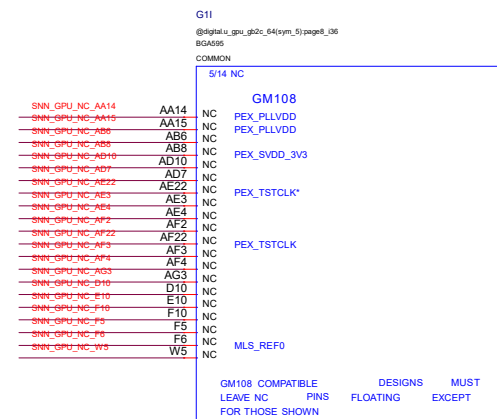 G1I
@digital.u_gpu_gb2c_64(sym_5):page8_i36
BGA595
COMMON
5/14 NC
GM108
SNN_GPU_NC_AA14 AA14 NC PEX_PLLVDD
SNN_GPU_NC_AA15 AA15 NC PEX_PLLVDD
SNN_GPU_NC_AB6 AB6 NC
SNN_GPU_NC_AB8 AB8 NC PEX_SVDD_3V3
SNN_GPU_NC_AD10 AD10 NC
SNN_GPU_NC_AD7 AD7 NC
SNN_GPU_NC_AE22 AE22 NC PEX_TSTCLK*
SNN_GPU_NC_AE3 AE3 NC
SNN_GPU_NC_AE4 AE4 NC
SNN_GPU_NC_AF2 AF2 NC
SNN_GPU_NC_AF22 AF22 NC PEX_TSTCLK
SNN_GPU_NC_AF3 AF3 NC
SNN_GPU_NC_AF4 AF4 NC
SNN_GPU_NC_AG3 AG3 NC
SNN_GPU_NC_D10 D10 NC
SNN_GPU_NC_E10 E10 NC
SNN_GPU_NC_F10 F10 NC
SNN_GPU_NC_F5 F5 NC
SNN_GPU_NC_F6 F6 NC MLS_REF0
SNN_GPU_NC_W5 W5 NC
GM108 COMPATIBLE DESIGNS MUST
LEAVE NC PINS FLOATING EXCEPT
FOR THOSE SHOWN